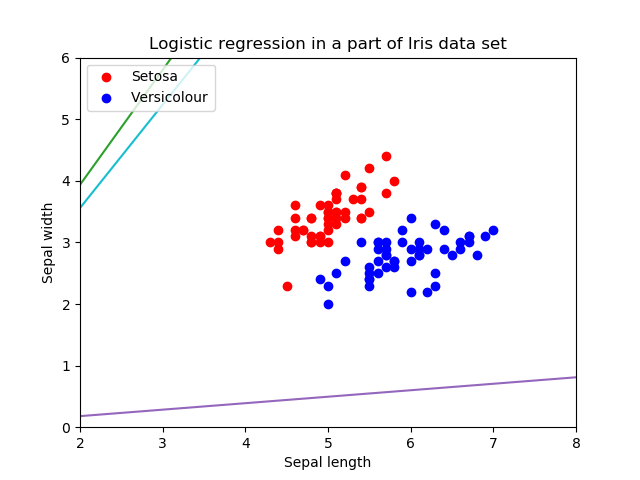 Logistic regression in a part of Iris data set
Setosa
Versicolour
Sepal width
6
5
4
3
2
1
0
2 3 4 5 6 7 8
Sepal length